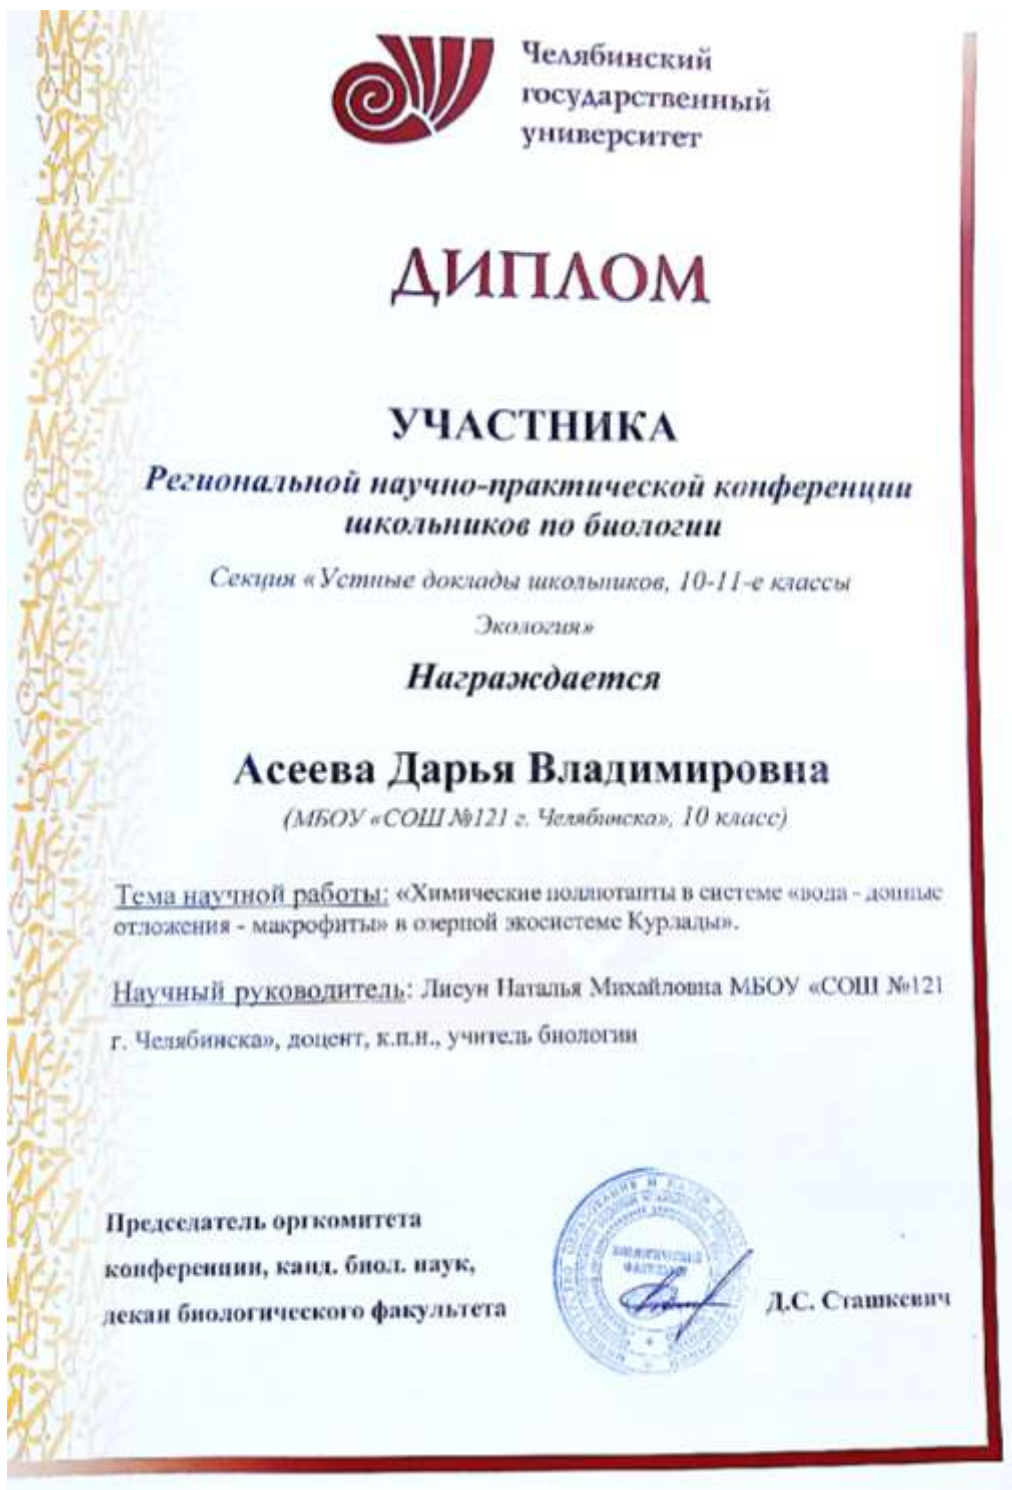 Челябинский
государственный
университет
ДИПЛОМ
УЧАСТНИКА
Региональной научно-практической конференции
школьников по биологии
Секция «Устные доклады школьников, 10-11-е классы
Экология»
Награждается
Асеева Дарья Владимировна
(МБОУ «СОШ №121 г. Челябинска», 10 класс)
Тема научной работы: «Химические поллютанты в системе «вода - донные
отложения - макрофиты» в озерной экосистеме Курлады».
Научный руководитель: Лисун Наталья Михайловна МБОУ «СОШ №121
г. Челябинска», доцент, к.п.н., учитель биологии
Председатель оргкомитета
конференции, канд. биол. наук,
декан биологического факультета
БИОЛОГИЧЕСКИЙ
ФАКУЛЬТЕТ
Д.С. Сташкевич